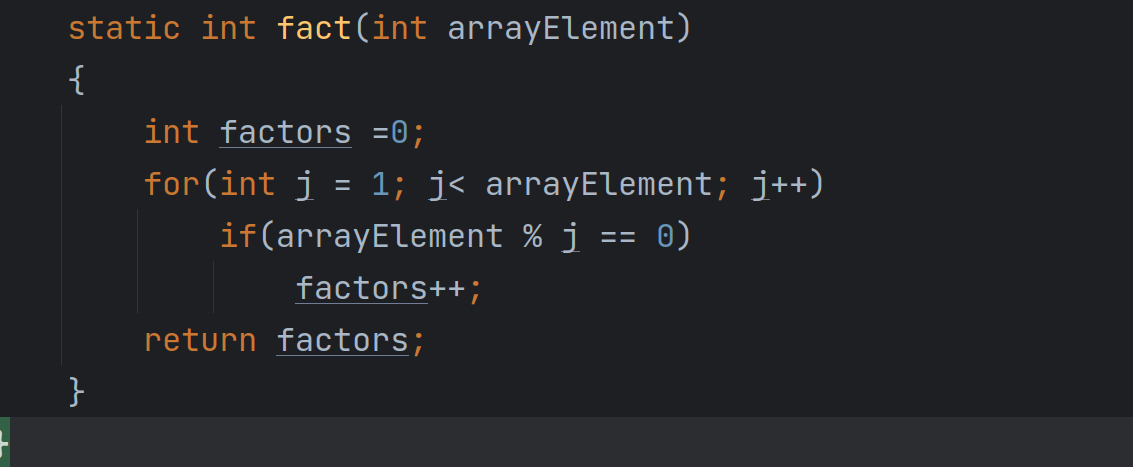 static int fact(int arrayElement)
{
int factors =0;
for(int j = 1; j< arrayElement; j++)
if(arrayElement % j == 0)
factors++;
return factors;
}
}